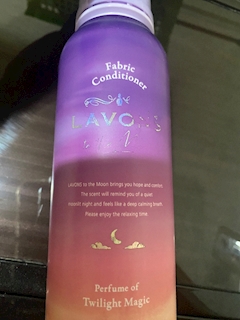 Fabric
Conditioner
LAVONS
LAVONS to the Moon brings you hope and comfort.
The scent will remind you of a quiet
moonlit night and feels like a deep calming breath.
Please enjoy the relaxing time.
Perfume of
Twilight Magic